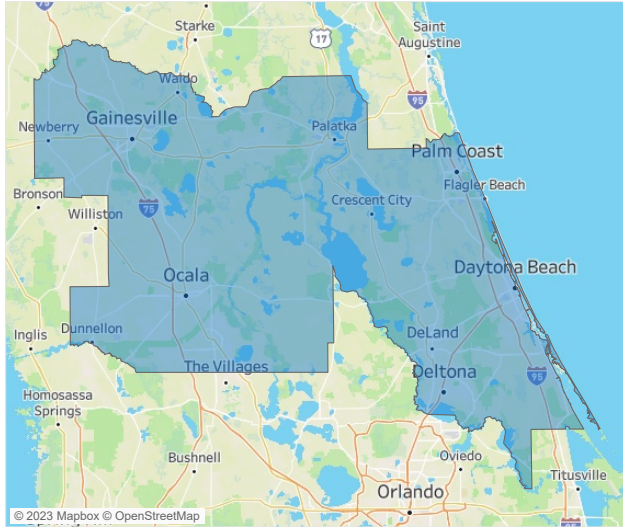 Starke
17
Saint
Augustine
Waldo
95
Gainesville
Newberry
Palatka
Palm Coast
Bronson
75
Crescent City
Flagler Beach
Williston
Ocala
Daytona Beach
Inglis
Dunnellon
DeLand
The Villages
Deltona
95
Homosassa
Springs
Bushnell
Oviedo
Titusville
Orlando
© 2023 Mapbox © OpenStreetMap